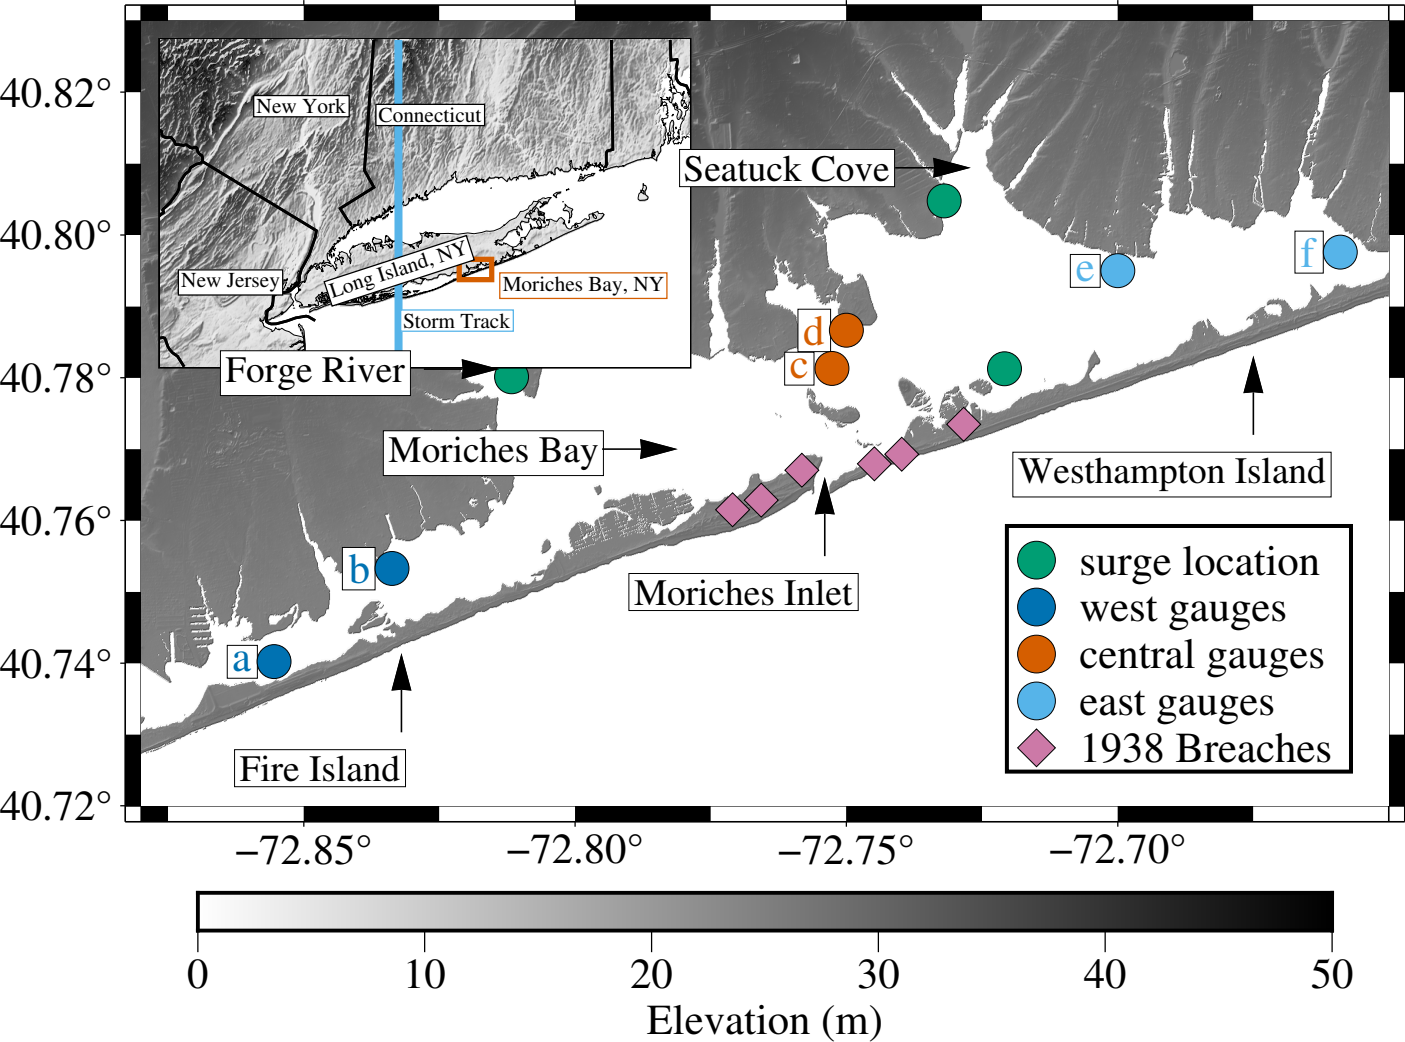 40.82°
40.80°
40.78°
40.76°
40.74°
40.72°
New York
Connecticut
New Jersey
Long Island, NY
Moriches Bay, NY
Storm Track
Seatuck Cove
Forge River
Moriches Bay
Westhampton Island
Moriches Inlet
Fire Island
a
b
c
d
e
f
surge location
west gauges
central gauges
east gauges
1938 Breaches
−72.85°
−72.80°
−72.75°
−72.70°
0
10
20
30
40
50
Elevation (m)